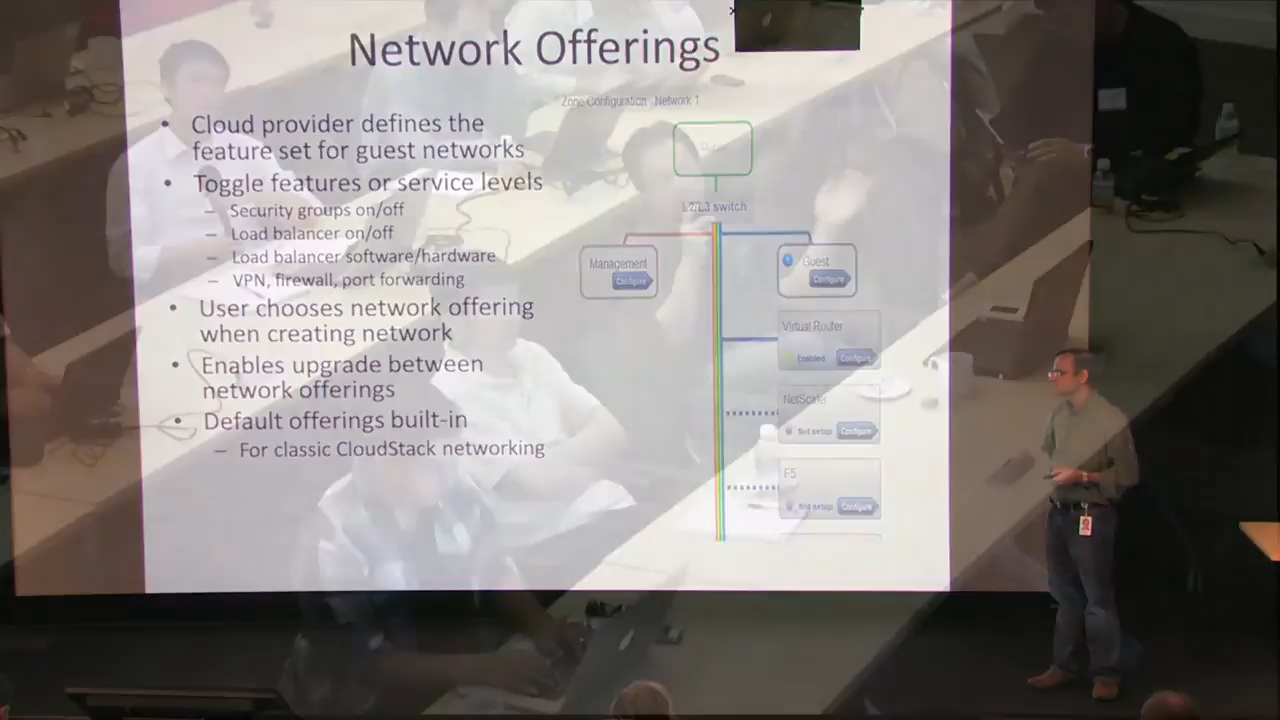 Network Offerings
• Cloud provider defines the
feature set for guest networks
• Toggle features or service levels
– Security groups on/off
– Load balancer on/off
– Load balancer software/hardware
– VPN, firewall, port forwarding
• User chooses network offering
when creating network
• Enables upgrade between
network offerings
• Default offerings built-in
– For classic CloudStack networking
Zone Configuration Network 1
L2/L3 switch
Management
Configure
Guest
Configure
Virtual Router
Enabled Configure
NetScaler
Not setup Configure
F5
Not setup Configure